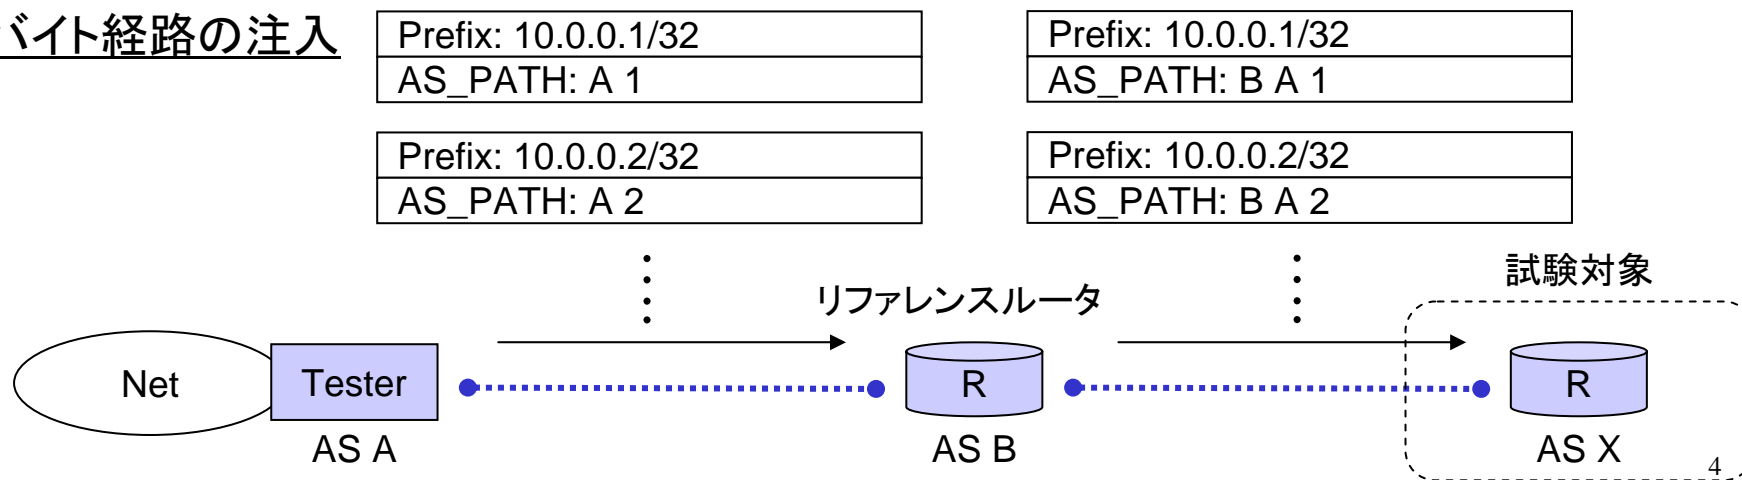 バイト経路の注入
Prefix: 10.0.0.1/32
AS_PATH: A 1
Prefix: 10.0.0.2/32
AS_PATH: A 2
Prefix: 10.0.0.1/32
AS_PATH: B A 1
Prefix: 10.0.0.2/32
AS_PATH: B A 2
リファレンスルータ
試験対象
Net
Tester
R
R
AS A
AS B
AS X
4